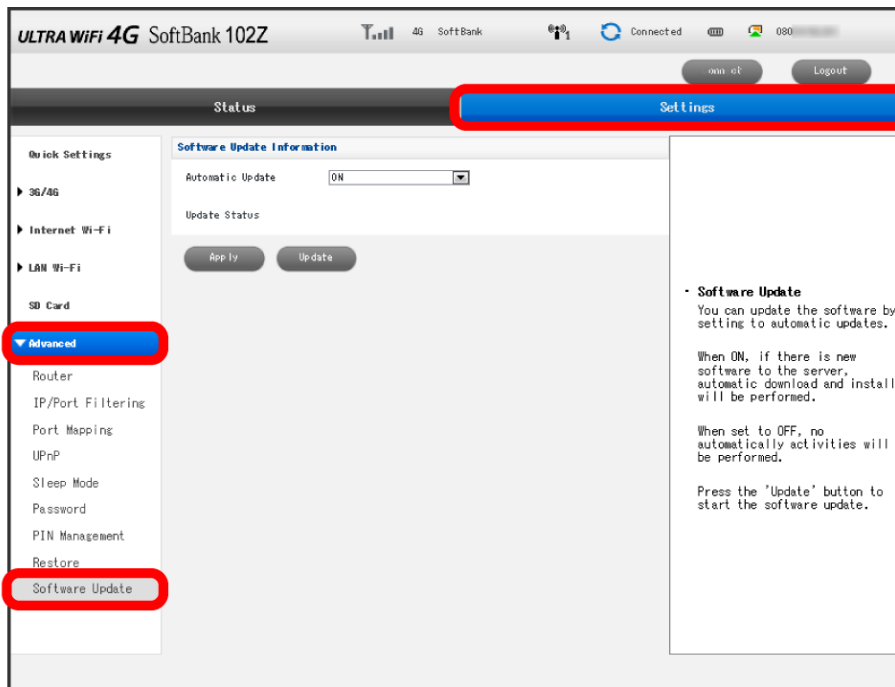 ULTRA WiFi 4G SoftBank 102Z
4G SoftBank
1
Connected
080
Logout
Status
Settings
Quick Settings
3G/4G
Internet Wi-Fi
LAN Wi-Fi
SD Card
Advanced
Router
IP/Port Filtering
Port Mapping
UPnP
Sleep Mode
Password
PIN Management
Restore
Software Update
Software Update Information
Automatic Update
ON
Update Status
Apply
Update
・ Software Update
You can update the software by
setting to automatic updates.
When ON, if there is new
software to the server,
automatic download and install
will be performed.
When set to OFF, no
automatically activities will
be performed.
Press the 'Update' button to
start the software update.